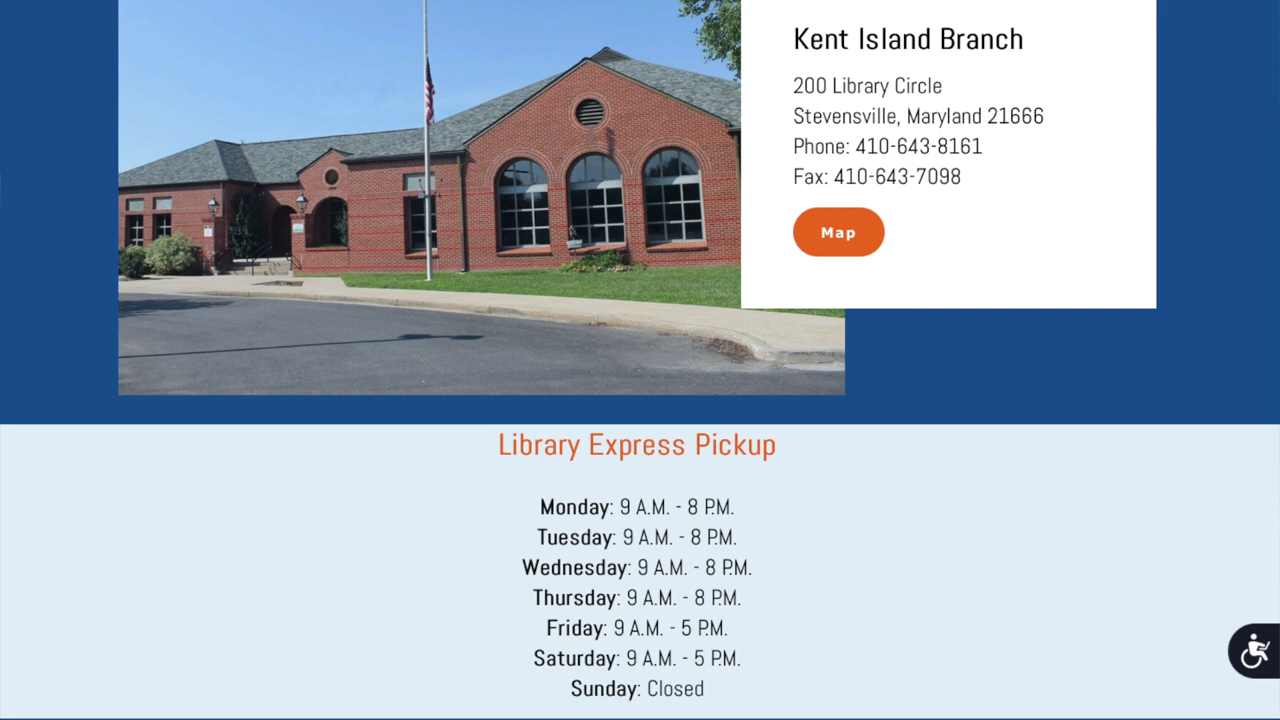 Kent Island Branch
200 Library Circle
Stevensville, Maryland 21666
Phone: 410-643-8161
Fax: 410-643-7098
Map
Library Express Pickup
Monday: 9 A.M. - 8 P.M.
Tuesday: 9 A.M. - 8 P.M.
Wednesday: 9 A.M. - 8 P.M.
Thursday: 9 A.M. - 8 P.M.
Friday: 9 A.M. - 5 P.M.
Saturday: 9 A.M. - 5 P.M.
Sunday: Closed